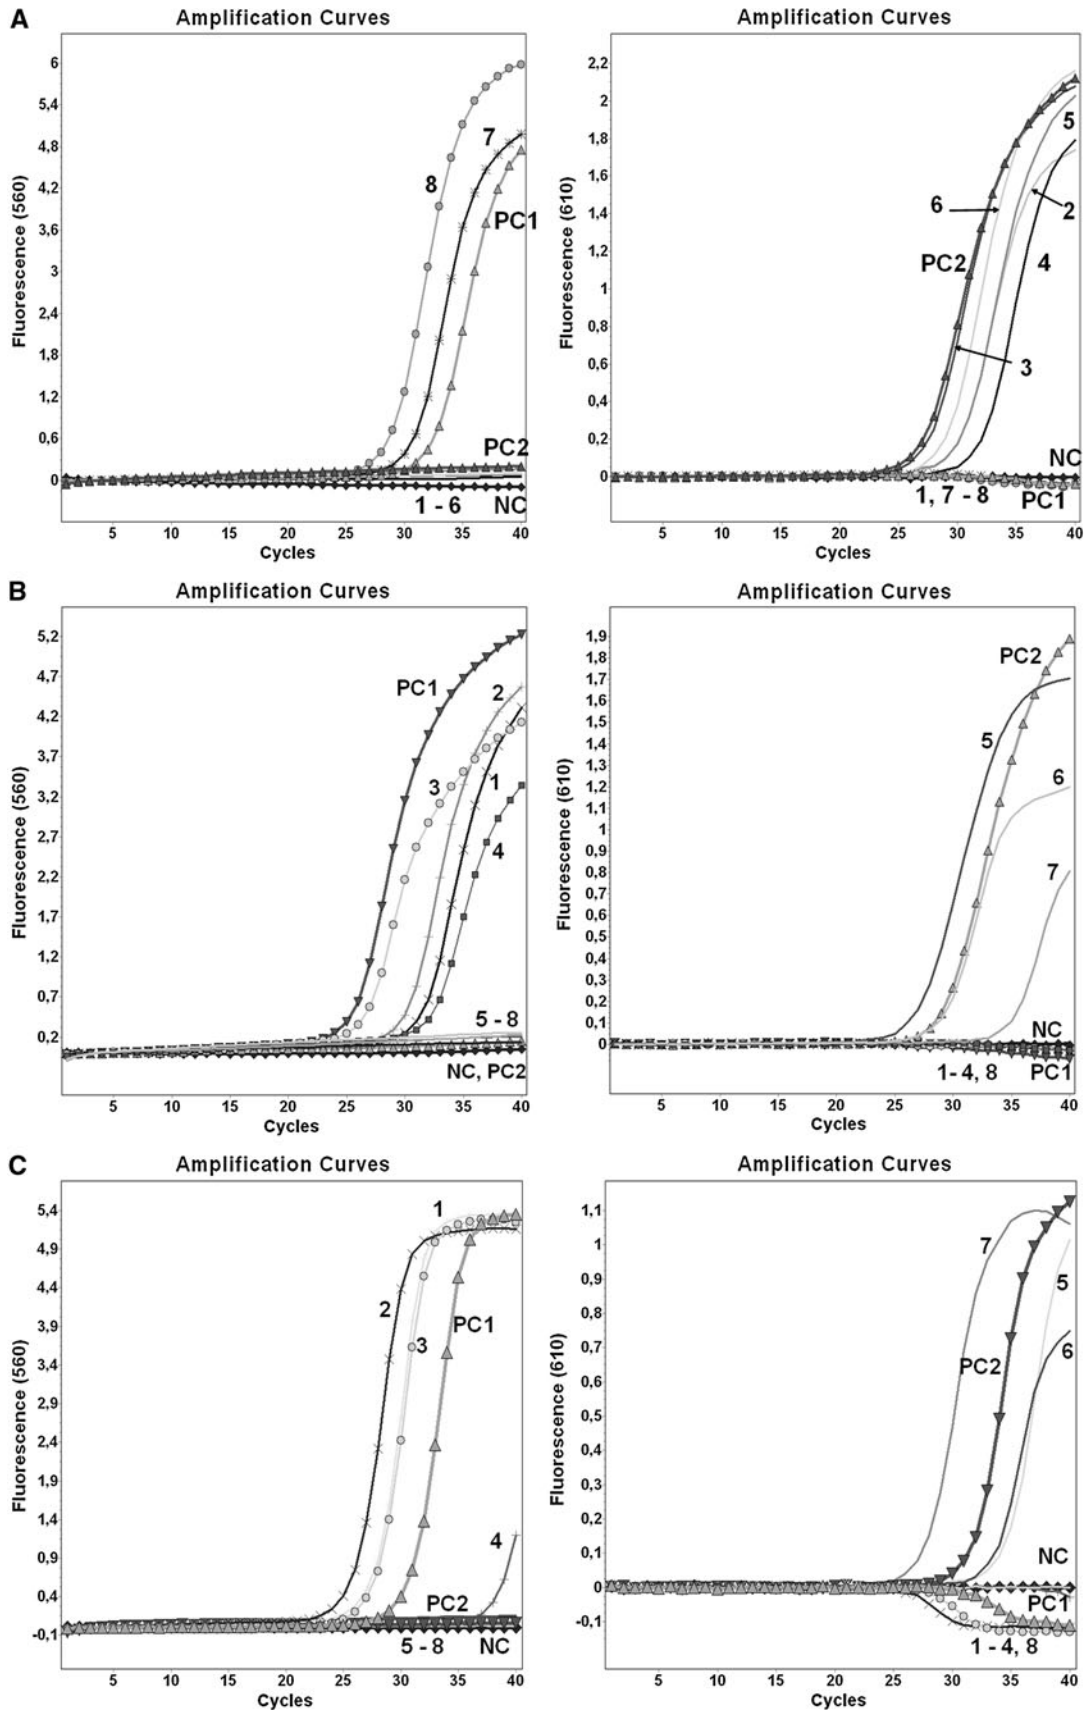 A
Amplification Curves
Fluorescence (560)
6
5,4
4,8
4,2
3,6
3
2,4
1,8
1,2
0,6
0
8
7
PC1
PC2
1 - 6
NC
5 10 15 20 25 30 35 40
Cycles
Amplification Curves
Fluorescence (610)
2,2
2
1,8
1,6
1,4
1,2
1
0,8
0,6
0,4
0,2
0
5
6
2
PC2
4
3
NC
1, 7 - 8
PC1
5 10 15 20 25 30 35 40
Cycles
B
Amplification Curves
Fluorescence (560)
5,2
4,7
4,2
3,7
3,2
2,7
2,2
1,7
1,2
0,7
0,2
PC1
2
3
1
4
5 - 8
NC, PC2
5 10 15 20 25 30 35 40
Cycles
Amplification Curves
Fluorescence (610)
1,9
1,8
1,7
1,6
1,5
1,4
1,3
1,2
1,1
1
0,9
0,8
0,7
0,6
0,5
0,4
0,3
0,2
0,1
0
PC2
5
6
7
NC
1- 4, 8
PC1
5 10 15 20 25 30 35 40
Cycles
C
Amplification Curves
Fluorescence (560)
5,4
4,9
4,4
3,9
3,4
2,9
2,4
1,9
1,4
0,9
0,4
-0,1
1
2
PC1
3
4
PC2
5 - 8
NC
5 10 15 20 25 30 35 40
Cycles
Amplification Curves
Fluorescence (610)
1,1
1
0,9
0,8
0,7
0,6
0,5
0,4
0,3
0,2
0,1
0
-0,1
7
5
6
PC2
NC
PC1
1 - 4, 8
5 10 15 20 25 30 35 40
Cycles